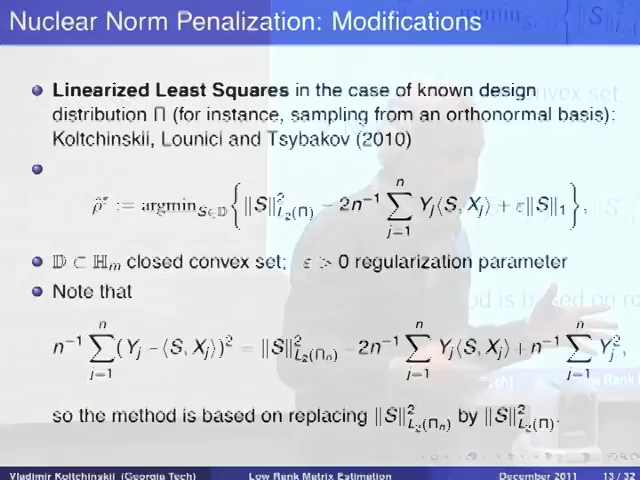 Nuclear Norm Penalization: Modifications
Linearized Least Squares in the case of known design
distribution Π (for instance, sampling from an orthonormal basis):
Koltchinskii, Lounici and Tsybakov (2010)
ρ̂^ε := argmin_{S∈𝔻} { ‖S‖²_{L₂(Π)} − 2n⁻¹ ∑_{j=1}^{n} Y_j⟨S, X_j⟩ + ε‖S‖₁ },
𝔻 ⊂ ℍ_m closed convex set; ε > 0 regularization parameter
Note that
n⁻¹ ∑_{j=1}^{n} (Y_j − ⟨S, X_j⟩)² = ‖S‖²_{L₂(Π_n)} − 2n⁻¹ ∑_{j=1}^{n} Y_j⟨S, X_j⟩ + n⁻¹ ∑_{j=1}^{n} Y_j²,
so the method is based on replacing ‖S‖²_{L₂(Π_n)} by ‖S‖²_{L₂(Π)}.
Vladimir Koltchinskii (Georgia Tech) Low Rank Matrix Estimation December 2011 13 / 32